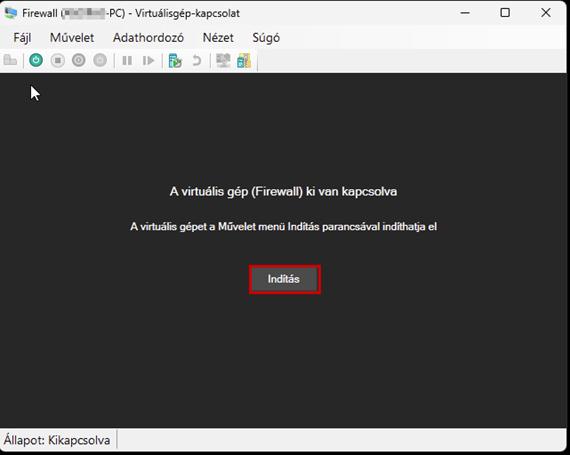 Firewall ( -PC) - Virtuálisgép-kapcsolat
Fájl Művelet Adathordozó Nézet Súgó
A virtuális gép (Firewall) ki van kapcsolva
A virtuális gépet a Művelet menü Indítás parancsával indíthatja el
Indítás
Állapot: Kikapcsolva